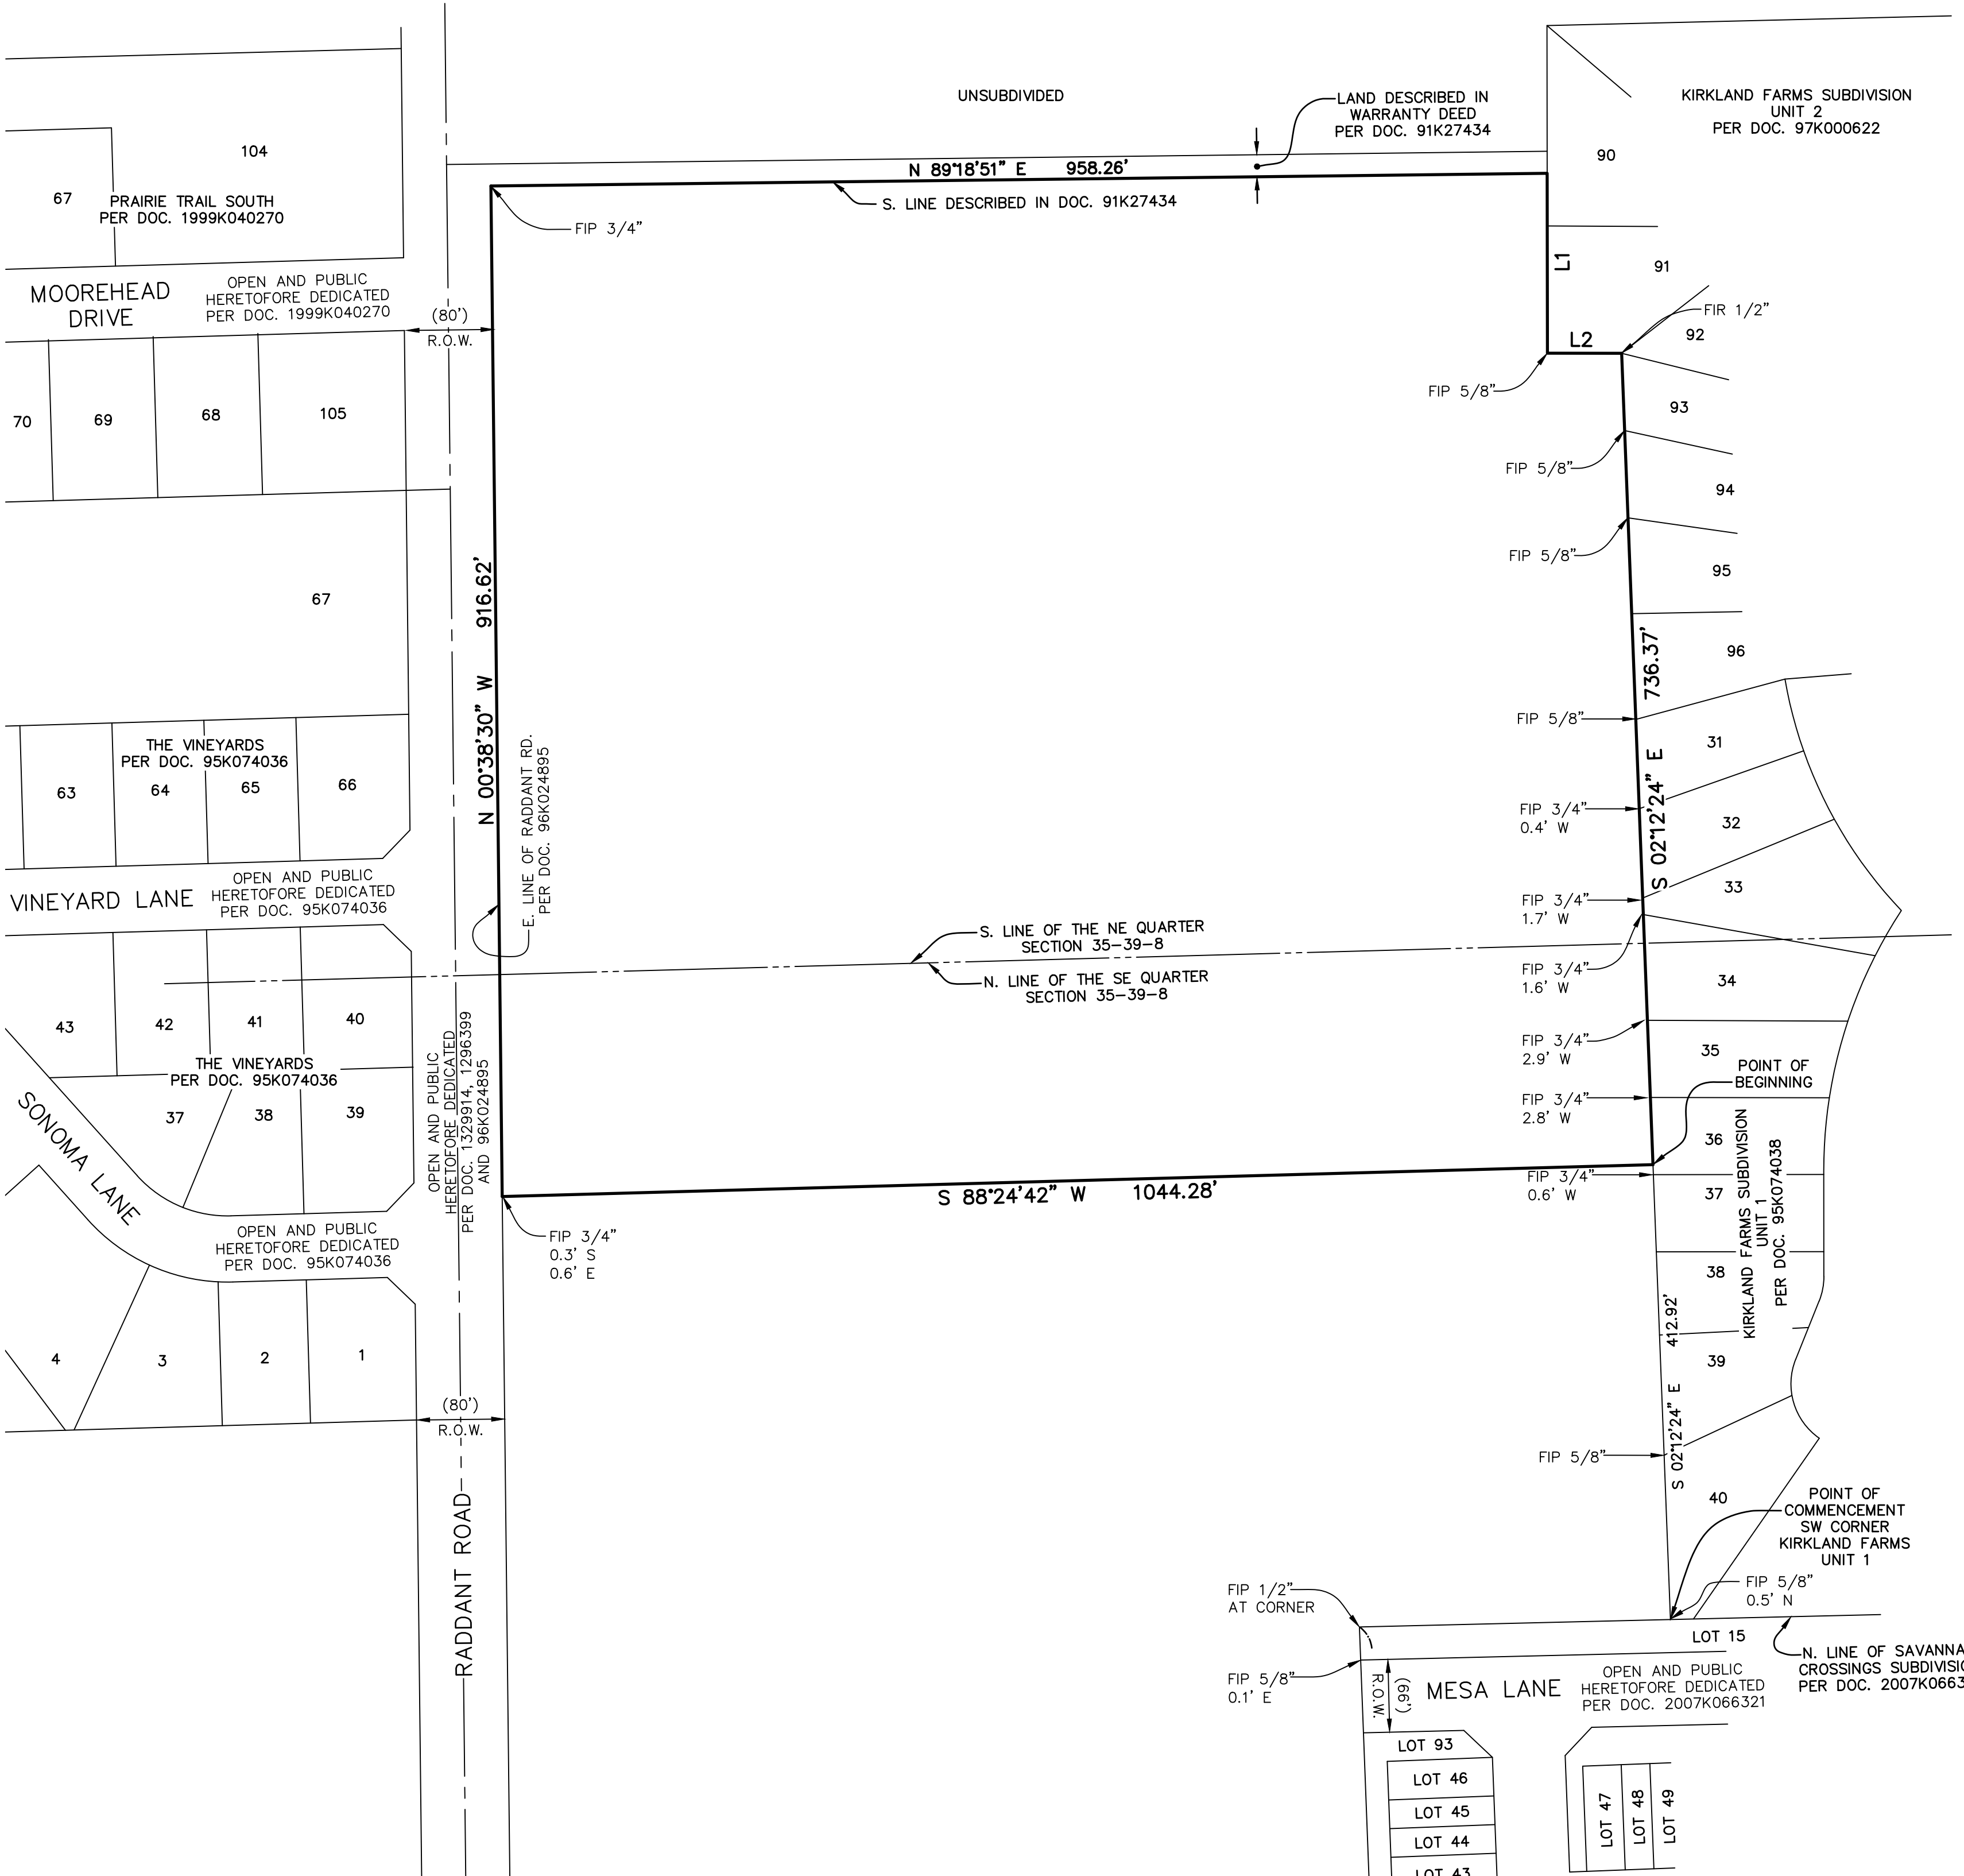 UNSUBDIVIDED
LAND DESCRIBED IN
WARRANTY DEED
PER DOC. 91K27434
KIRKLAND FARMS SUBDIVISION
UNIT 2
PER DOC. 97K000622
104
67
PRAIRIE TRAIL SOUTH
PER DOC. 1999K040270
90
N 89°18'51" E 958.26'
S. LINE DESCRIBED IN DOC. 91K27434
FIP 3/4"
MOOREHEAD
DRIVE
OPEN AND PUBLIC
HERETOFORE DEDICATED
PER DOC. 1999K040270
(80')
R.O.W.
L1
91
FIR 1/2"
L2
92
FIP 5/8"
93
70
69
68
105
FIP 5/8"
94
FIP 5/8"
95
67
N 00°38'30" W 916.62'
96
S 02°12'24" E 736.37'
FIP 5/8"
31
THE VINEYARDS
PER DOC. 95K074036
63
64
65
66
E. LINE OF RADDANT RD.
PER DOC. 96K024895
FIP 3/4"
0.4' W
32
VINEYARD LANE
OPEN AND PUBLIC
HERETOFORE DEDICATED
PER DOC. 95K074036
FIP 3/4"
1.7' W
33
S. LINE OF THE NE QUARTER
SECTION 35-39-8
N. LINE OF THE SE QUARTER
SECTION 35-39-8
FIP 3/4"
1.6' W
34
43
42
41
40
FIP 3/4"
2.9' W
35
THE VINEYARDS
PER DOC. 95K074036
POINT OF
BEGINNING
37
38
39
SONOMA LANE
OPEN AND PUBLIC
HERETOFORE DEDICATED
PER DOC. 1329914, 1296399
AND 96K024895
FIP 3/4"
2.8' W
36
FIP 3/4"
0.6' W
37
S 88°24'42" W 1044.28'
KIRKLAND FARMS SUBDIVISION
UNIT 1
PER DOC. 95K074038
OPEN AND PUBLIC
HERETOFORE DEDICATED
PER DOC. 95K074036
FIP 3/4"
0.3' S
0.6' E
38
4
3
2
1
S 02°12'24" E 412.92'
39
(80')
R.O.W.
FIP 5/8"
40
RADDANT ROAD
POINT OF
COMMENCEMENT
SW CORNER
KIRKLAND FARMS
UNIT 1
FIP 1/2"
AT CORNER
FIP 5/8"
0.5' N
LOT 15
N. LINE OF SAVANNA
CROSSINGS SUBDIVISIO
PER DOC. 2007K0663
FIP 5/8"
0.1' E
(66')
R.O.W.
MESA LANE
OPEN AND PUBLIC
HERETOFORE DEDICATED
PER DOC. 2007K066321
LOT 93
LOT 46
LOT 45
LOT 44
LOT 43
LOT 47
LOT 48
LOT 49